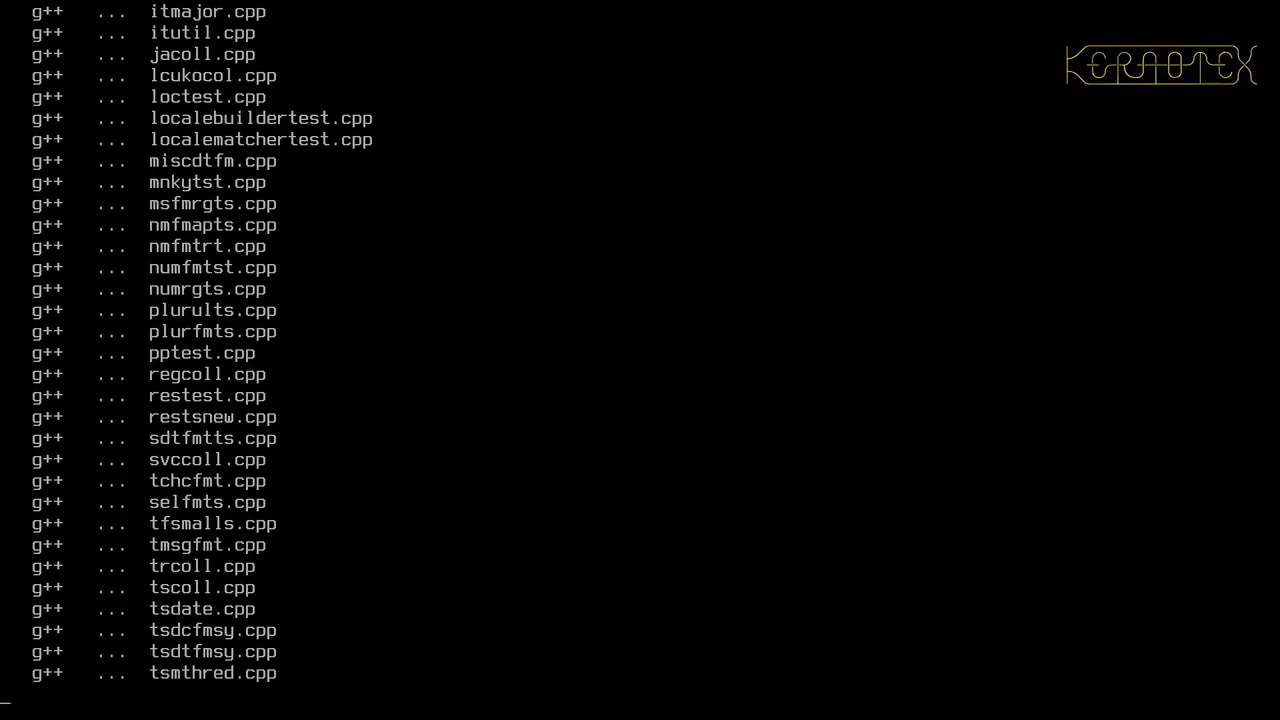 KERNOTEX
g++ ... itmajor.cpp
g++ ... itutil.cpp
g++ ... jacoll.cpp
g++ ... lcukocol.cpp
g++ ... loctest.cpp
g++ ... localebuildertest.cpp
g++ ... localematchertest.cpp
g++ ... miscdtfm.cpp
g++ ... mnkytst.cpp
g++ ... msfmrgts.cpp
g++ ... nmfmapts.cpp
g++ ... nmfmtrt.cpp
g++ ... numfmtst.cpp
g++ ... numrgts.cpp
g++ ... plurults.cpp
g++ ... plurfmts.cpp
g++ ... pptest.cpp
g++ ... regcoll.cpp
g++ ... restest.cpp
g++ ... restsnew.cpp
g++ ... sdtfmtts.cpp
g++ ... svccoll.cpp
g++ ... tchcfmt.cpp
g++ ... selfmts.cpp
g++ ... tfsmalls.cpp
g++ ... tmsgfmt.cpp
g++ ... trcoll.cpp
g++ ... tscoll.cpp
g++ ... tsdate.cpp
g++ ... tsdcfmsy.cpp
g++ ... tsdtfmsy.cpp
g++ ... tsmthred.cpp